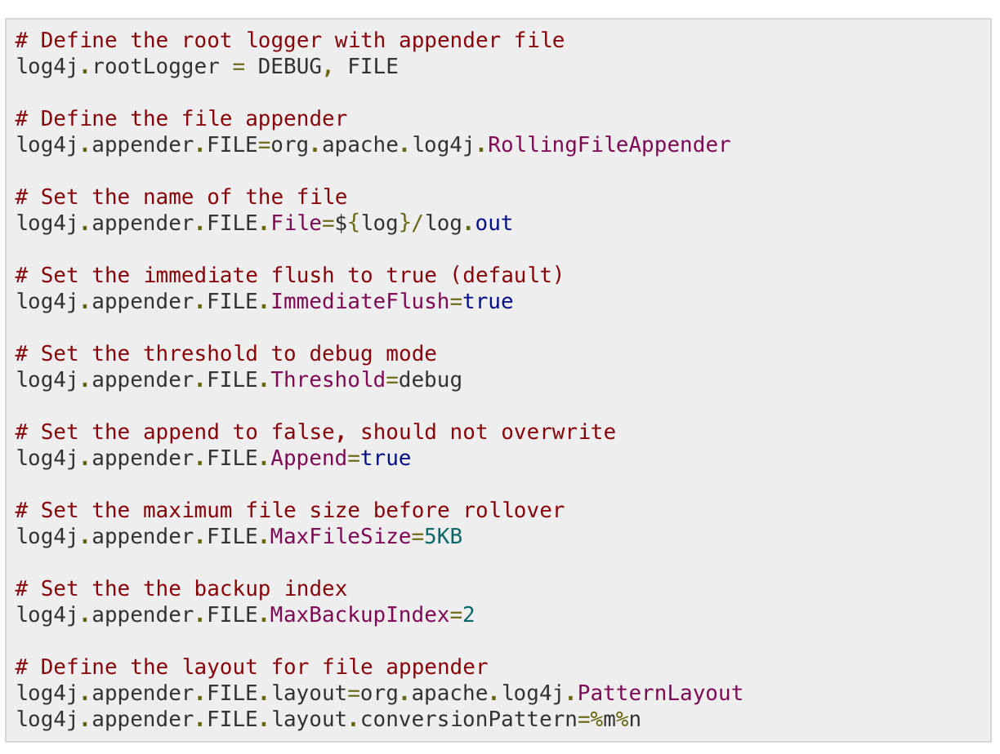 # Define the root logger with appender file
log4j.rootLogger = DEBUG, FILE

# Define the file appender
log4j.appender.FILE=org.apache.log4j.RollingFileAppender

# Set the name of the file
log4j.appender.FILE.File=${log}/log.out

# Set the immediate flush to true (default)
log4j.appender.FILE.ImmediateFlush=true

# Set the threshold to debug mode
log4j.appender.FILE.Threshold=debug

# Set the append to false, should not overwrite
log4j.appender.FILE.Append=true

# Set the maximum file size before rollover
log4j.appender.FILE.MaxFileSize=5KB

# Set the the backup index
log4j.appender.FILE.MaxBackupIndex=2

# Define the layout for file appender
log4j.appender.FILE.layout=org.apache.log4j.PatternLayout
log4j.appender.FILE.layout.conversionPattern=%m%n